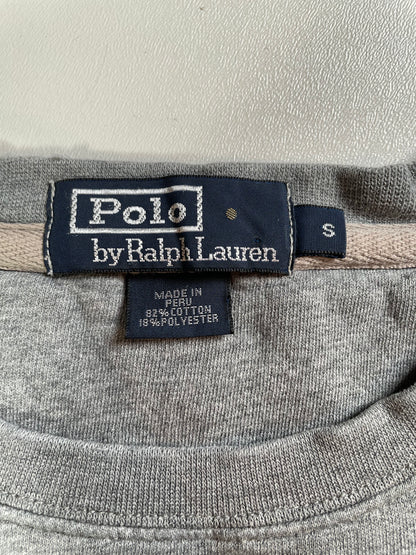 Polo
by Ralph Lauren
S
MADE IN
PERU
82% COTTON
18% POLYESTER